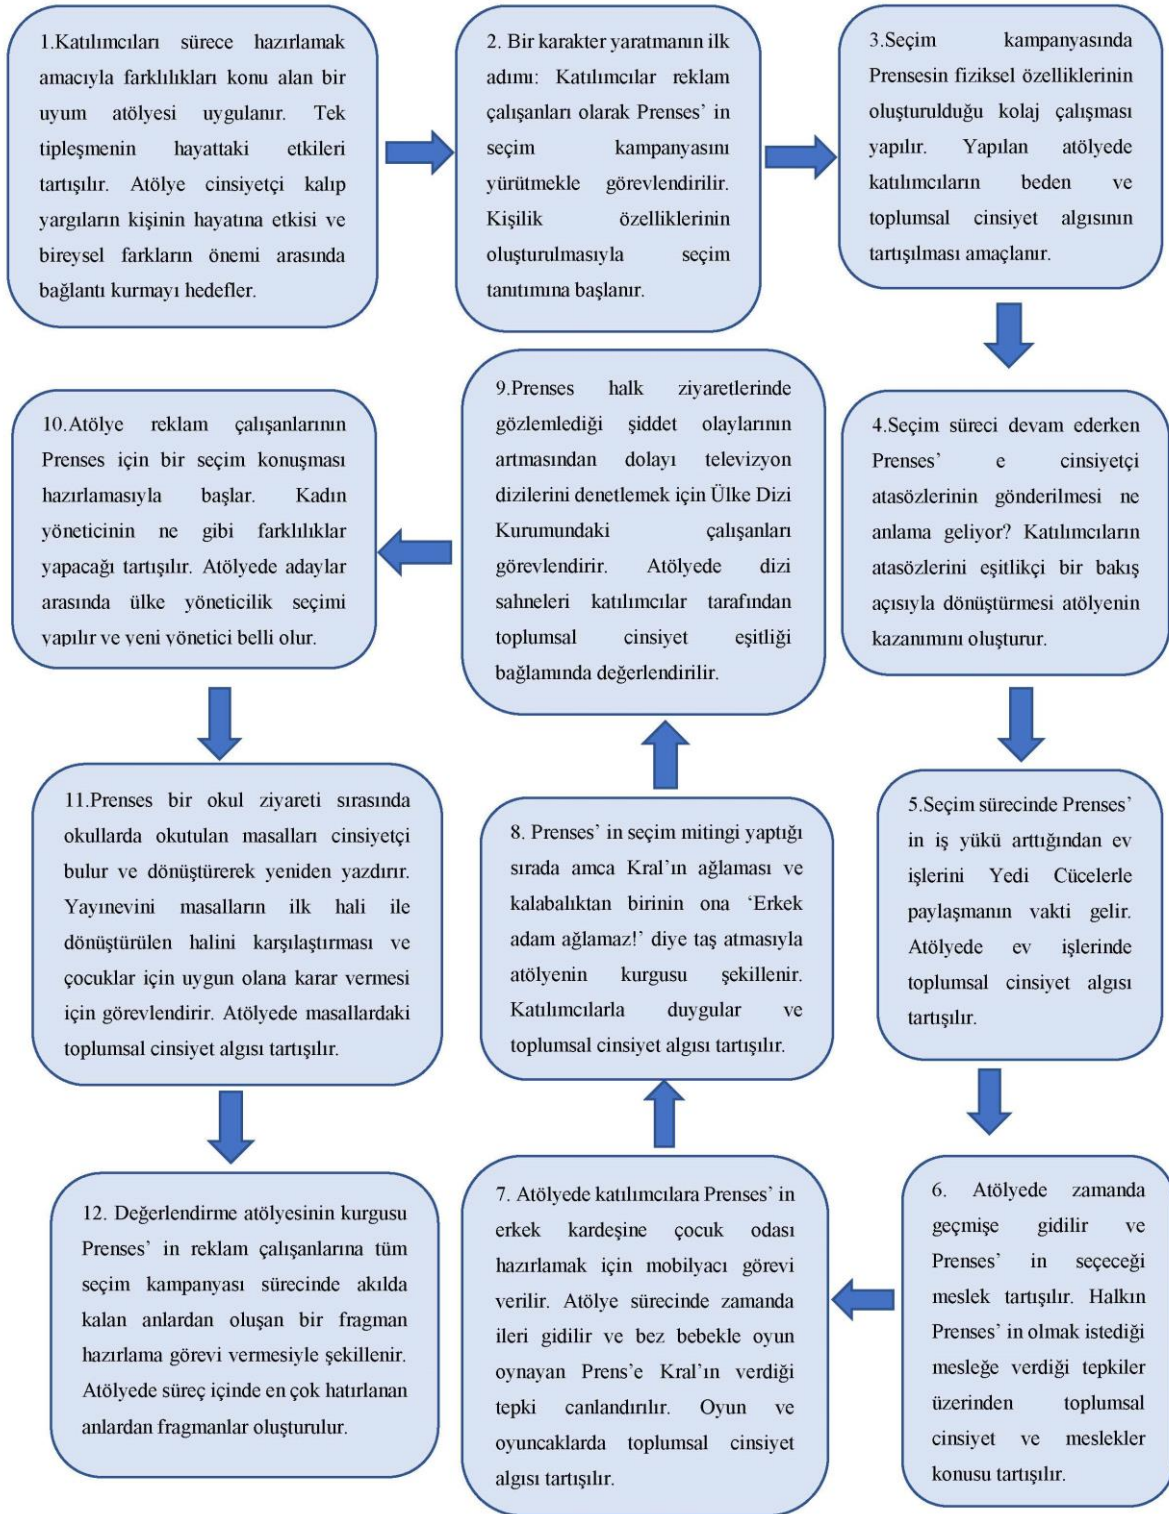 1.Katılımcıları sürece hazırlamak
amacıyla farklılıkları konu alan bir
uyum atölyesi uygulanır. Tek
tipleşmenin hayattaki etkileri
tartışılır. Atölye cinsiyetçi kalıp
yargıların kişinin hayatına etkisi ve
bireysel farkların önemi arasında
bağlantı kurmayı hedefler.
2. Bir karakter yaratmanın ilk
adımı: Katılımcılar reklam
çalışanları olarak Prenses’ in
seçim kampanyasını
yürütmekle görevlendirilir.
Kişilik özelliklerinin
oluşturulmasıyla seçim
tanıtımına başlanır.
3.Seçim kampanyasında
Prensesin fiziksel özelliklerinin
oluşturulduğu kolaj çalışması
yapılır. Yapılan atölyede
katılımcıların beden ve
toplumsal cinsiyet algısının
tartışılması amaçlanır.
4.Seçim süreci devam ederken
Prenses’ e cinsiyetçi
atasözlerinin gönderilmesi ne
anlama geliyor? Katılımcıların
atasözlerini eşitlikçi bir bakış
açısıyla dönüştürmesi atölyenin
kazanımını oluşturur.
5.Seçim sürecinde Prenses’
in iş yükü arttığından ev
işlerini Yedi Cücelerle
paylaşmanın vakti gelir.
Atölyede ev işlerinde
toplumsal cinsiyet algısı
tartışılır.
6. Atölyede zamanda
geçmişe gidilir ve
Prenses’ in seçeceği
meslek tartışılır. Halkın
Prenses’ in olmak istediği
mesleğe verdiği tepkiler
üzerinden toplumsal
cinsiyet ve meslekler
konusu tartışılır.
7. Atölyede katılımcılara Prenses’ in
erkek kardeşine çocuk odası
hazırlamak için mobilyacı görevi
verilir. Atölye sürecinde zamanda
ileri gidilir ve bez bebekle oyun
oynayan Prens’e Kral’ın verdiği
tepki canlandırılır. Oyun ve
oyuncaklarda toplumsal cinsiyet
algısı tartışılır.
8. Prenses’ in seçim mitingi yaptığı
sırada amca Kral’ın ağlaması ve
kalabalıktan birinin ona ‘Erkek
adam ağlamaz!’ diye taş atmasıyla
atölyenin kurgusu şekillenir.
Katılımcılarla duygular ve
toplumsal cinsiyet algısı tartışılır.
9.Prenses halk ziyaretlerinde
gözlemlediği şiddet olaylarının
artmasından dolayı televizyon
dizilerini denetlemek için Ülke Dizi
Kurumundaki çalışanları
görevlendirir. Atölyede dizi
sahneleri katılımcılar tarafından
toplumsal cinsiyet eşitliği
bağlamında değerlendirilir.
10.Atölye reklam çalışanlarının
Prenses için bir seçim konuşması
hazırlamasıyla başlar. Kadın
yöneticinin ne gibi farklılıklar
yapacağı tartışılır. Atölyede adaylar
arasında ülke yöneticilik seçimi
yapılır ve yeni yönetici belli olur.
11.Prenses bir okul ziyareti sırasında
okullarda okutulan masalları cinsiyetçi
bulur ve dönüştürerek yeniden yazdırır.
Yayınevini masalların ilk hali ile
dönüştürülen halini karşılaştırması ve
çocuklar için uygun olana karar vermesi
için görevlendirir. Atölyede masallardaki
toplumsal cinsiyet algısı tartışılır.
12. Değerlendirme atölyesinin kurgusu
Prenses’ in reklam çalışanlarına tüm
seçim kampanyası sürecinde akılda
kalan anlardan oluşan bir fragman
hazırlama görevi vermesiyle şekillenir.
Atölyede süreç içinde en çok hatırlanan
anlardan fragmanlar oluşturulur.